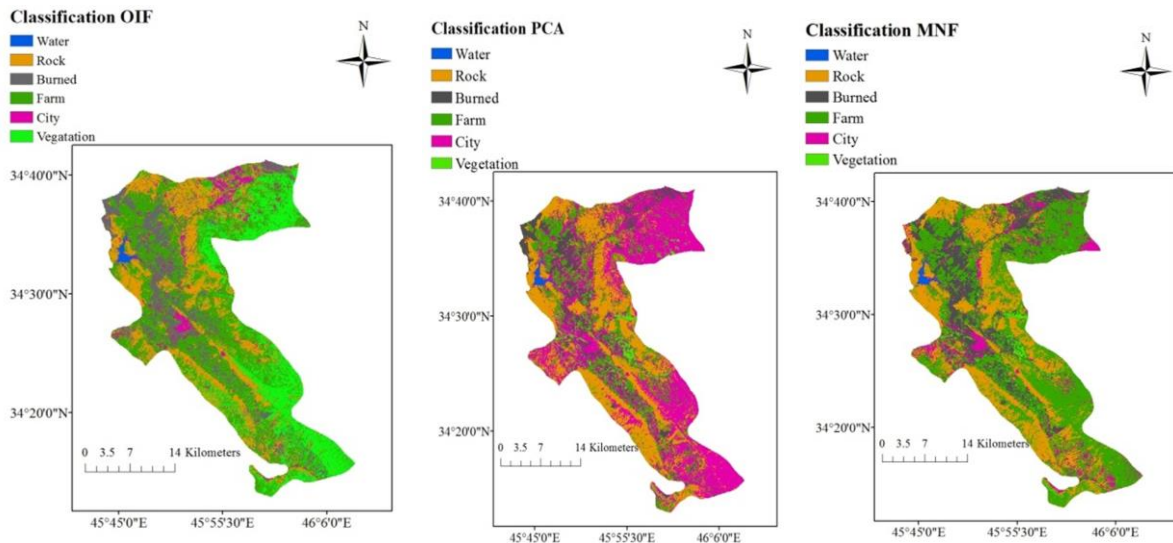 Classification OIF
Water
Rock
Burned
Farm
City
Vegatation
N
34°40'0"N
34°30'0"N
34°20'0"N
0 3.5 7 14 Kilometers
45°45'0"E 45°55'30"E 46°6'0"E
Classification PCA
Water
Rock
Burned
Farm
City
Vegetation
N
34°40'0"N
34°30'0"N
34°20'0"N
0 3.5 7 14 Kilometers
45°45'0"E 45°55'30"E 46°6'0"E
Classification MNF
Water
Rock
Burned
Farm
City
Vegetation
N
34°40'0"N
34°30'0"N
34°20'0"N
0 3.5 7 14 Kilometers
45°45'0"E 45°55'30"E 46°6'0"E